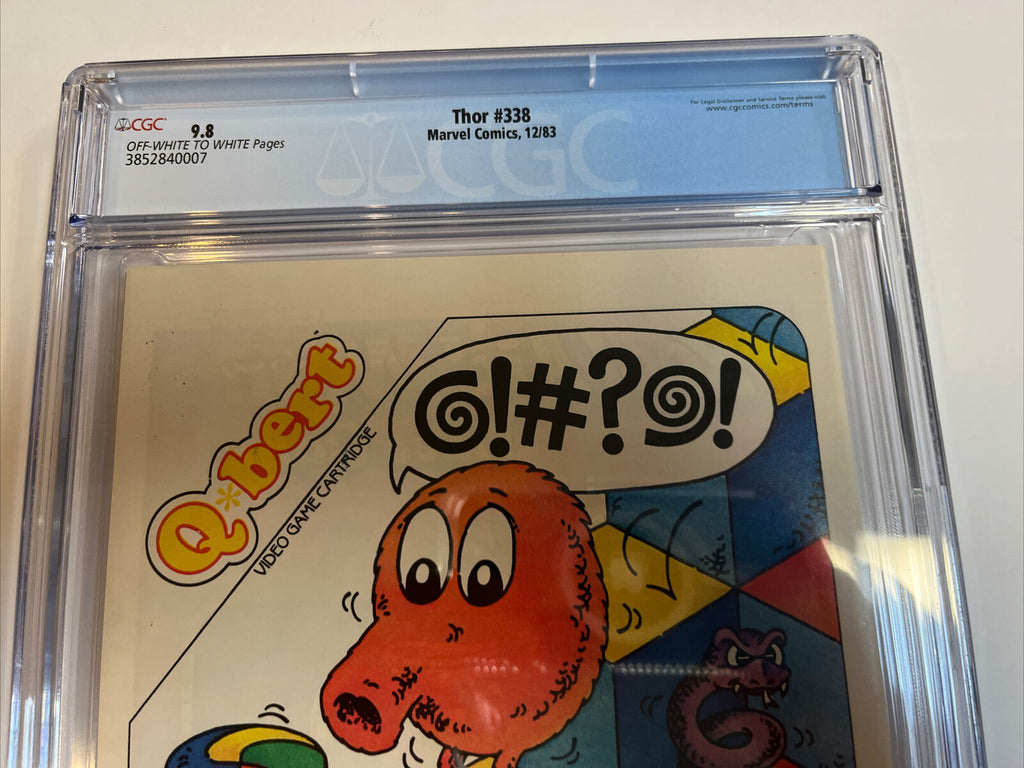 CGC
9.8
OFF-WHITE TO WHITE Pages
3852840007
Thor #338
Marvel Comics, 12/83
For Legal Disclaimer and Service Terms please visit
www.cgccomics.com/terms
CGC
Q*bert
VIDEO GAME CARTRIDGE
@!#?@!